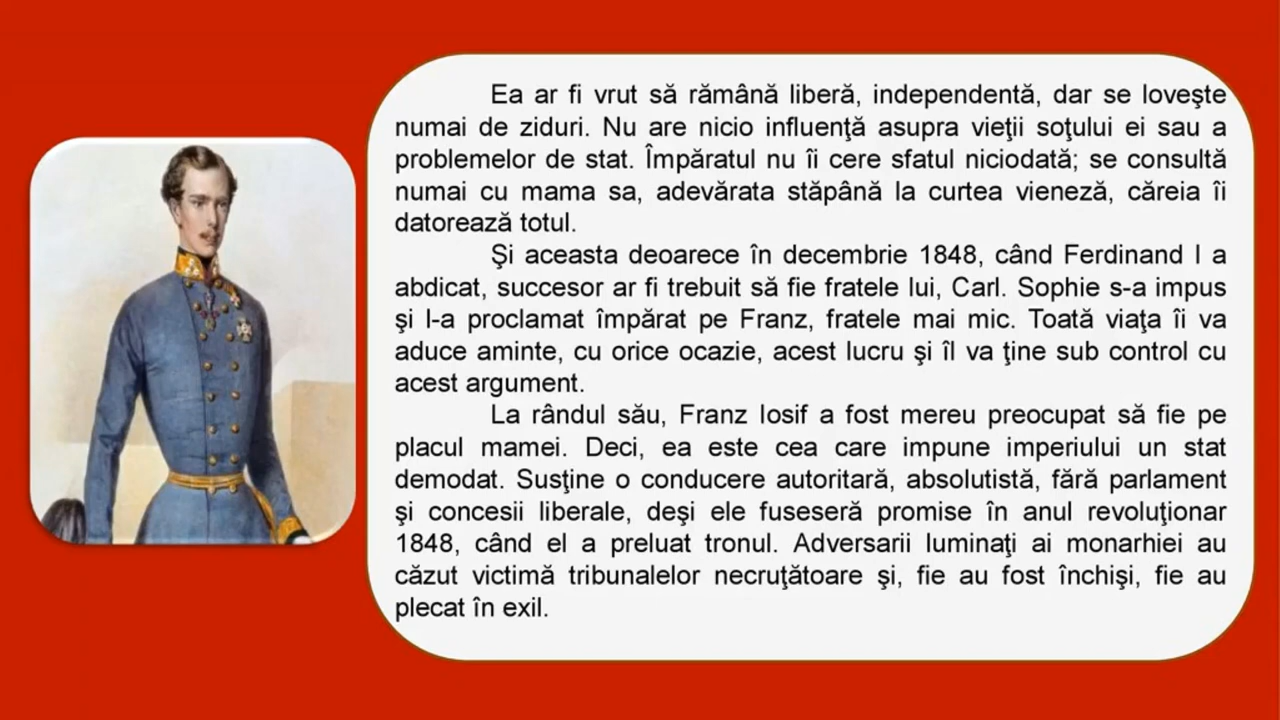 Ea ar fi vrut să rămână liberă, independentă, dar se loveşte
numai de ziduri. Nu are nicio influenţă asupra vieţii soţului ei sau a
problemelor de stat. Împăratul nu îi cere sfatul niciodată; se consultă
numai cu mama sa, adevărata stăpână la curtea vieneză, căreia îi
datorează totul.
Şi aceasta deoarece în decembrie 1848, când Ferdinand I a
abdicat, succesor ar fi trebuit să fie fratele lui, Carl. Sophie s-a impus
şi l-a proclamat împărat pe Franz, fratele mai mic. Toată viaţa îi va
aduce aminte, cu orice ocazie, acest lucru şi îl va ţine sub control cu
acest argument.
La rândul său, Franz Iosif a fost mereu preocupat să fie pe
placul mamei. Deci, ea este cea care impune imperiului un stat
demodat. Susţine o conducere autoritară, absolutistă, fără parlament
şi concesii liberale, deşi ele fuseseră promise în anul revoluţionar
1848, când el a preluat tronul. Adversarii luminaţi ai monarhiei au
căzut victimă tribunalelor necruţătoare şi, fie au fost închişi, fie au
plecat în exil.